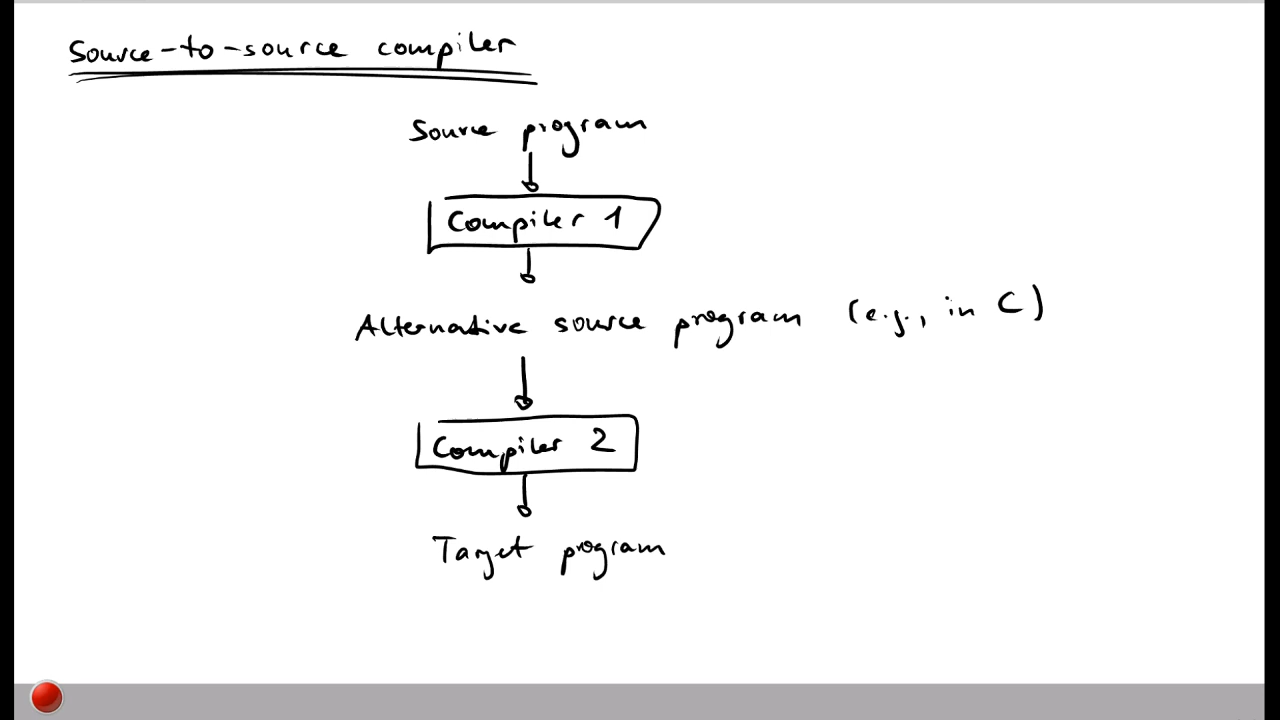 Source-to-source compiler
Source program
Compiler 1
Alternative source program (e.g., in C)
Compiler 2
Target program